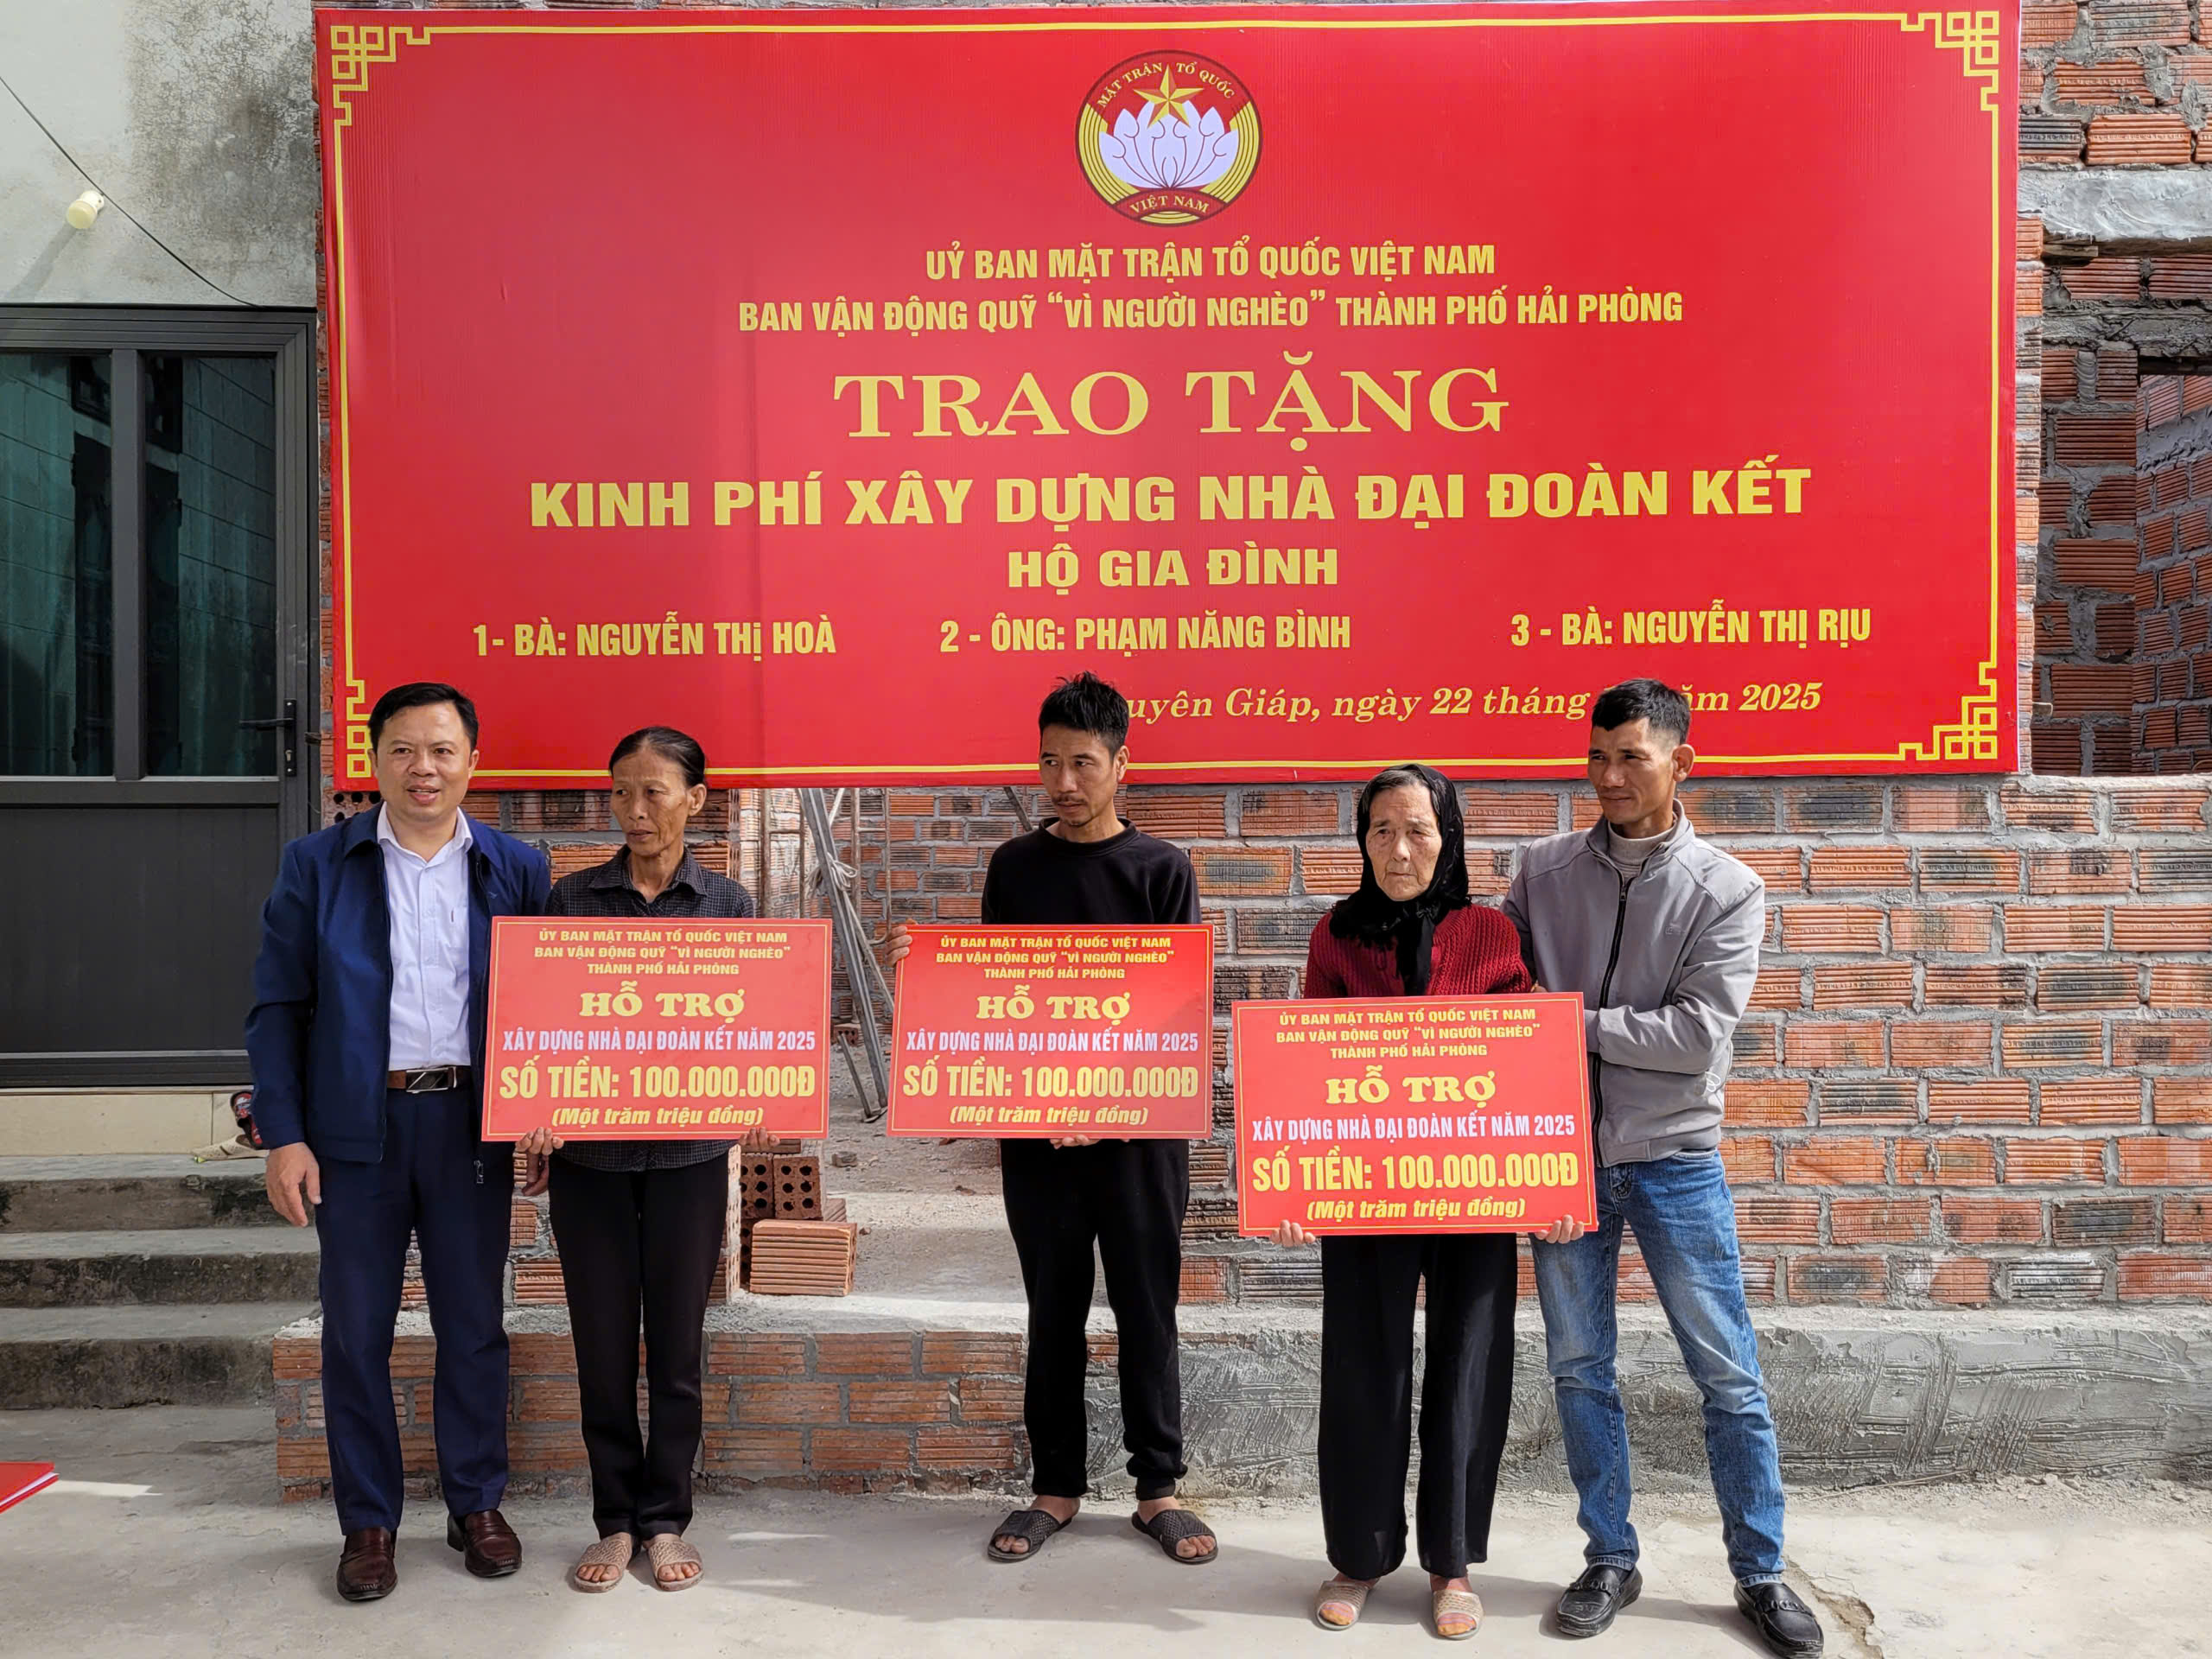 MẶT TRẬN TỔ QUỐC
VIỆT NAM
UỶ BAN MẶT TRẬN TỔ QUỐC VIỆT NAM
BAN VẬN ĐỘNG QUỸ “VÌ NGƯỜI NGHÈO” THÀNH PHỐ HẢI PHÒNG
TRAO TẶNG
KINH PHÍ XÂY DỰNG NHÀ ĐẠI ĐOÀN KẾT
HỘ GIA ĐÌNH
1- BÀ: NGUYỄN THỊ HOÀ 2 - ÔNG: PHẠM NĂNG BÌNH 3 - BÀ: NGUYỄN THỊ RỊU
Giáp, ngày 22 tháng 2025
ỦY BAN MẶT TRẬN TỔ QUỐC VIỆT NAM
BAN VẬN ĐỘNG QUỸ “VÌ NGƯỜI NGHÈO”
THÀNH PHỐ HẢI PHÒNG
HỖ TRỢ
XÂY DỰNG NHÀ ĐẠI ĐOÀN KẾT NĂM 2025
SỐ TIỀN: 100.000.000Đ
(Một trăm triệu đồng)
ỦY BAN MẶT TRẬN TỔ QUỐC VIỆT NAM
BAN VẬN ĐỘNG QUỸ “VÌ NGƯỜI NGHÈO”
THÀNH PHỐ HẢI PHÒNG
HỖ TRỢ
XÂY DỰNG NHÀ ĐẠI ĐOÀN KẾT NĂM 2025
SỐ TIỀN: 100.000.000Đ
(Một trăm triệu đồng)
ỦY BAN MẶT TRẬN TỔ QUỐC VIỆT NAM
BAN VẬN ĐỘNG QUỸ “VÌ NGƯỜI NGHÈO”
THÀNH PHỐ HẢI PHÒNG
HỖ TRỢ
XÂY DỰNG NHÀ ĐẠI ĐOÀN KẾT NĂM 2025
SỐ TIỀN: 100.000.000Đ
(Một trăm triệu đồng)